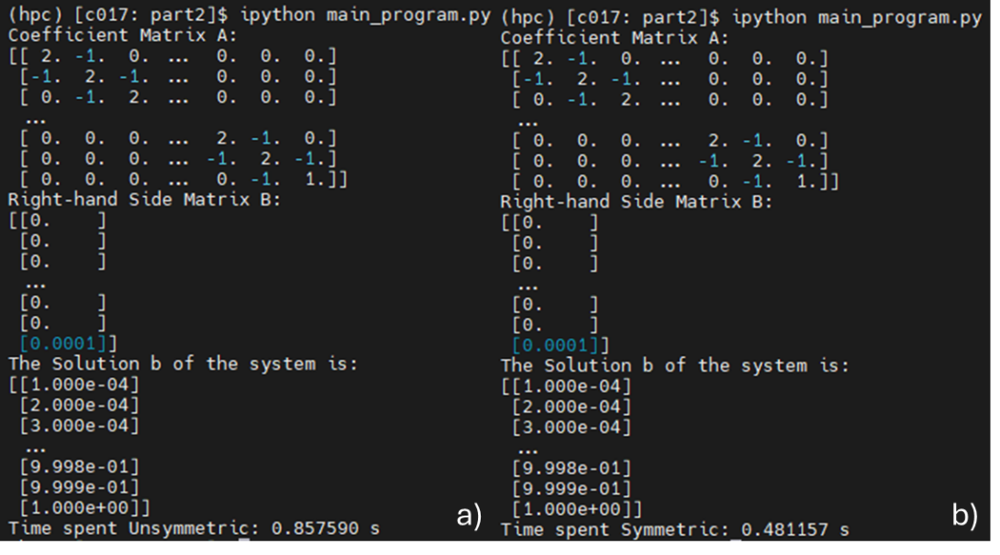 (hpc) [c017: part2]$ ipython main_program.py
Coefficient Matrix A:
[[ 2. -1.  0. ...  0.  0.  0.]
 [-1.  2. -1. ...  0.  0.  0.]
 [ 0. -1.  2. ...  0.  0.  0.]
 ...
 [ 0.  0.  0. ...  2. -1.  0.]
 [ 0.  0.  0. ... -1.  2. -1.]
 [ 0.  0.  0. ...  0. -1.  1.]]
Right-hand Side Matrix B:
[[0.    ]
 [0.    ]
 [0.    ]
 ...
 [0.    ]
 [0.    ]
 [0.0001]]
The Solution b of the system is:
[[1.000e-04]
 [2.000e-04]
 [3.000e-04]
 ...
 [9.998e-01]
 [9.999e-01]
 [1.000e+00]]
Time spent Unsymmetric: 0.857590 s
a)
(hpc) [c017: part2]$ ipython main_program.py
Coefficient Matrix A:
[[ 2. -1.  0. ...  0.  0.  0.]
 [-1.  2. -1. ...  0.  0.  0.]
 [ 0. -1.  2. ...  0.  0.  0.]
 ...
 [ 0.  0.  0. ...  2. -1.  0.]
 [ 0.  0.  0. ... -1.  2. -1.]
 [ 0.  0.  0. ...  0. -1.  1.]]
Right-hand Side Matrix B:
[[0.    ]
 [0.    ]
 [0.    ]
 ...
 [0.    ]
 [0.    ]
 [0.0001]]
The Solution b of the system is:
[[1.000e-04]
 [2.000e-04]
 [3.000e-04]
 ...
 [9.998e-01]
 [9.999e-01]
 [1.000e+00]]
Time spent Symmetric: 0.481157 s
b)